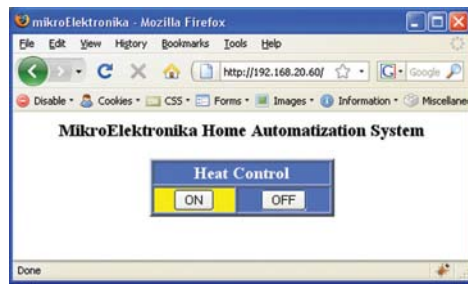 mikroElektronika - Mozilla Firefox
File Edit View History Bookmarks Tools Help
http://192.168.20.60/ G Google
Disable Cookies CSS Forms Images Information Miscellane
MikroElektronika Home Automatization System
Heat Control
ON OFF
Done